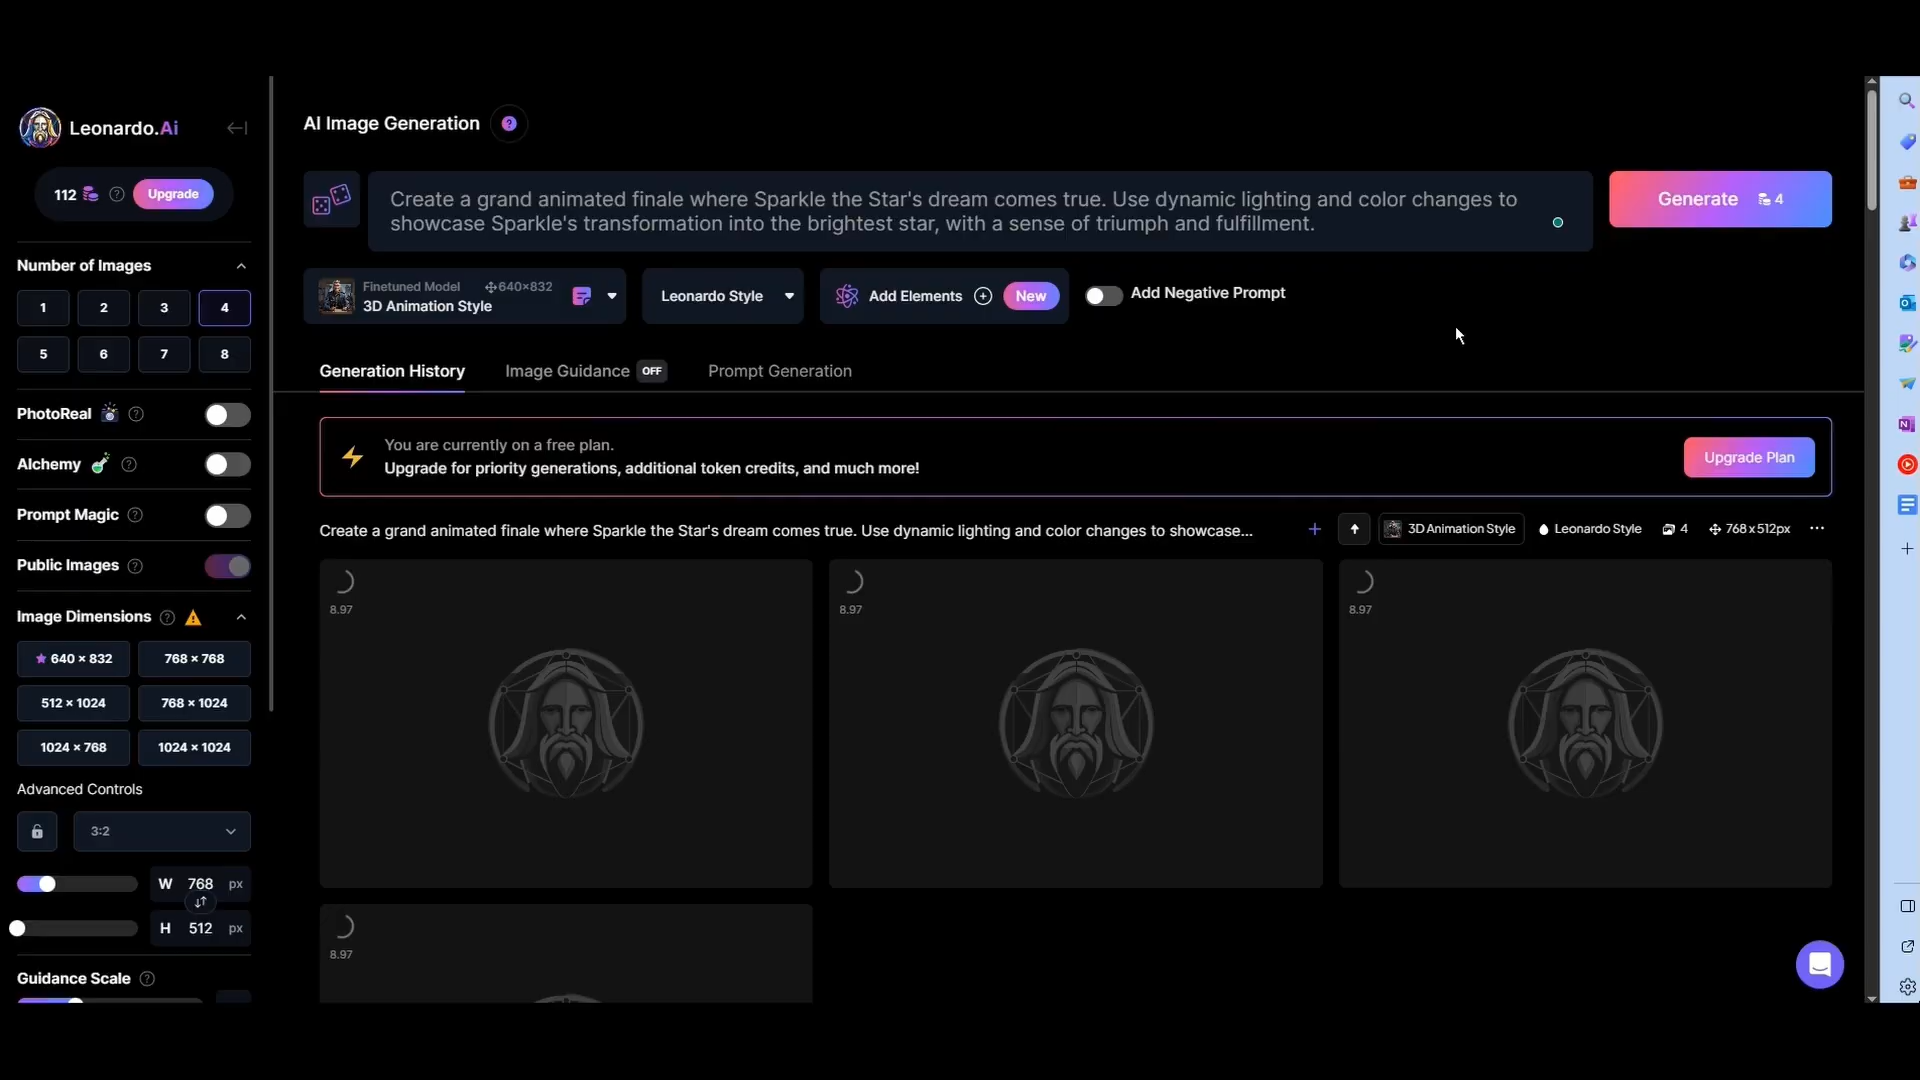 Leonardo.Ai
112
Upgrade
Number of Images
1 2 3 4
5 6 7 8
PhotoReal
Alchemy
Prompt Magic
Public Images
Image Dimensions
640 × 832 768 × 768
512 × 1024 768 × 1024
1024 × 768 1024 × 1024
Advanced Controls
3:2
W 768 px
H 512 px
Guidance Scale
AI Image Generation ?
Create a grand animated finale where Sparkle the Star's dream comes true. Use dynamic lighting and color changes to
showcase Sparkle's transformation into the brightest star, with a sense of triumph and fulfillment.
Generate 4
Finetuned Model 640×832
3D Animation Style
Leonardo Style
Add Elements New
Add Negative Prompt
Generation History Image Guidance OFF Prompt Generation
You are currently on a free plan.
Upgrade for priority generations, additional token credits, and much more!
Upgrade Plan
Create a grand animated finale where Sparkle the Star's dream comes true. Use dynamic lighting and color changes to showcase...
3D Animation Style Leonardo Style 4 768 x 512px
8.97 8.97 8.97
8.97